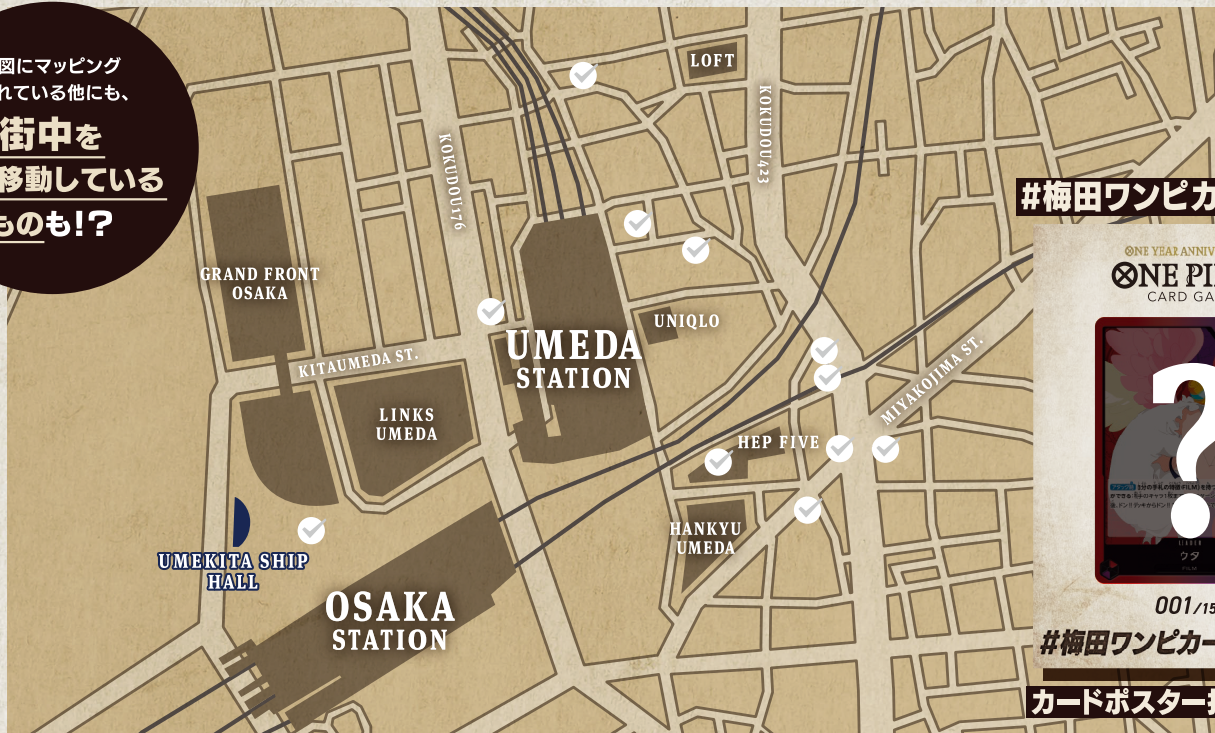 図にマッピング
れている他にも、
街中を
移動している
ものも!?
LOFT
KOKUDOU423
KOKUDOU176
GRAND FRONT
OSAKA
UNIQLO
UMEDA
STATION
KITAUMEDA ST.
MIYAKOJIMA ST.
LINKS
UMEDA
HEP FIVE
HANKYU
UMEDA
UMEKITA SHIP
HALL
OSAKA
STATION
#梅田ワンピカ
ONE YEAR ANNIV
ONE PI
CARD GA
?
LEADER
ウタ
FILM
001/15
#梅田ワンピカー
カードポスター